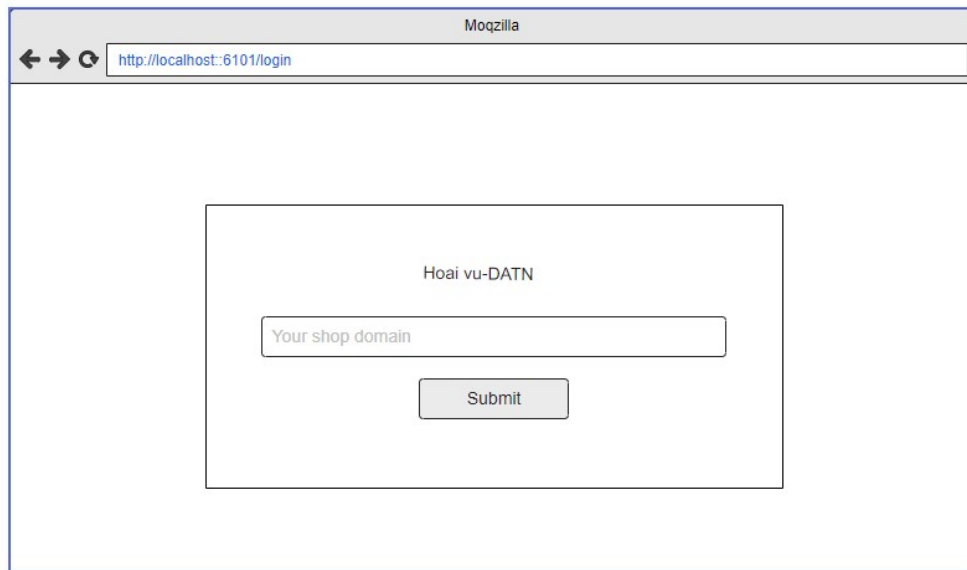 Moqzilla
http://localhost::6101/login
Hoai vu-DATN
Your shop domain
Submit